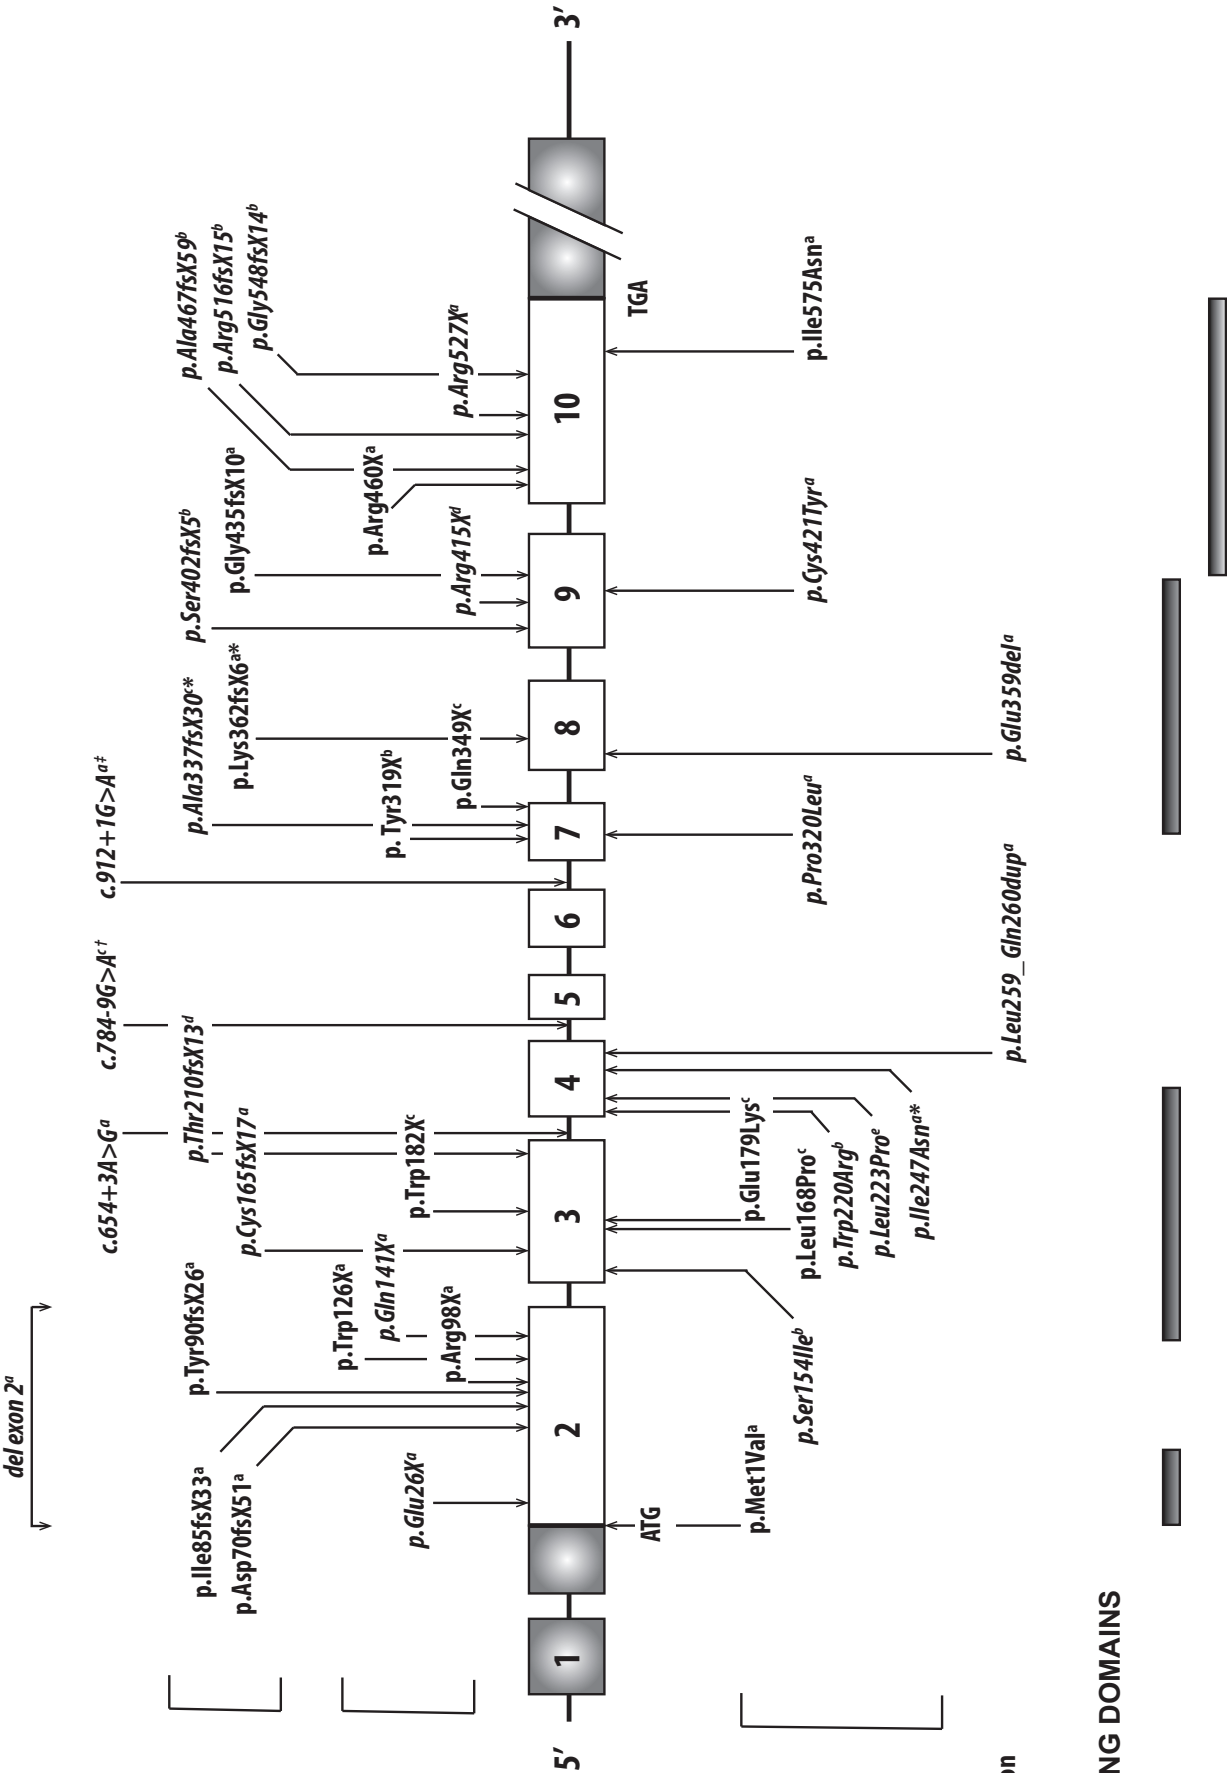 del exon 2ᵃ
c.654+3A>Gᵃ
c.784-9G>Aᶜ†
c.912+1G>Aᵃ‡
p.Ile85fsX33ᵃ
p.Tyr90fsX26ᵃ
p.Thr210fsX13ᵈ
p.Ala337fsX30ᶜ*
p.Ser402fsX5ᵇ
p.Ala467fsX59ᵇ
p.Asp70fsX51ᵃ
p.Cys165fsX17ᵃ
p.Lys362fsX6ᵃ*
p.Gly435fsX10ᵃ
p.Arg516fsX15ᵇ
p.Gly548fsX14ᵇ
p.Trp126Xᵃ
p.Gln141Xᵃ
p. Tyr319Xᵇ
p.Arg460Xᵃ
p.Glu26Xᵃ
p.Arg98Xᵃ
p.Trp182Xᶜ
p.Gln349Xᶜ
p.Arg415Xᵈ
p.Arg527Xᵃ
5′ 1 2 3 4 5 6 7 8 9 10 3′
ATG
TGA
p.Met1Valᵃ
p.Glu179Lysᶜ
p.Ser154Ileᵇ
p.Leu168Proᶜ
p.Pro320Leuᵃ
p.Cys421Tyrᵃ
p.Ile575Asnᵃ
p.Trp220Argᵇ
p.Leu223Proᵉ
p.Ile247Asnᵃ*
on
p.Leu259_Gln260dupᵃ
p.Glu359delᵃ
NG DOMAINS